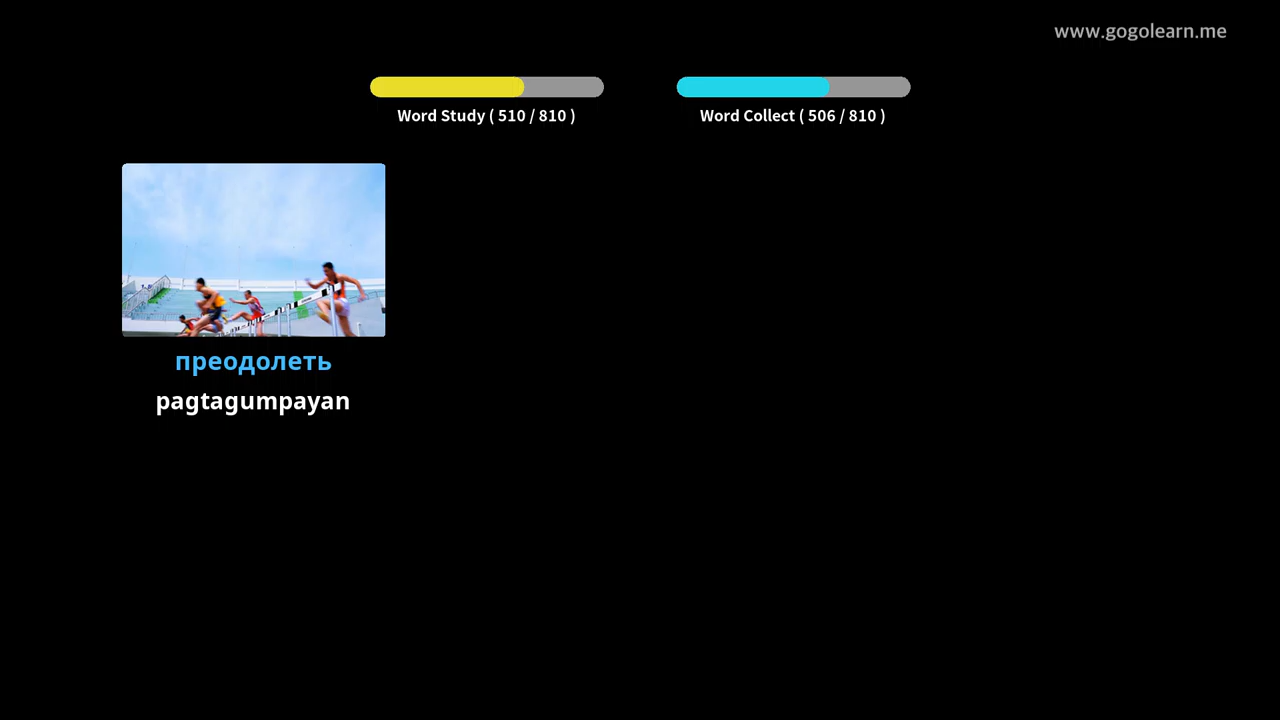 www.gogolearn.me
Word Study ( 510 / 810 )
Word Collect ( 506 / 810 )
преодолеть
pagtagumpayan